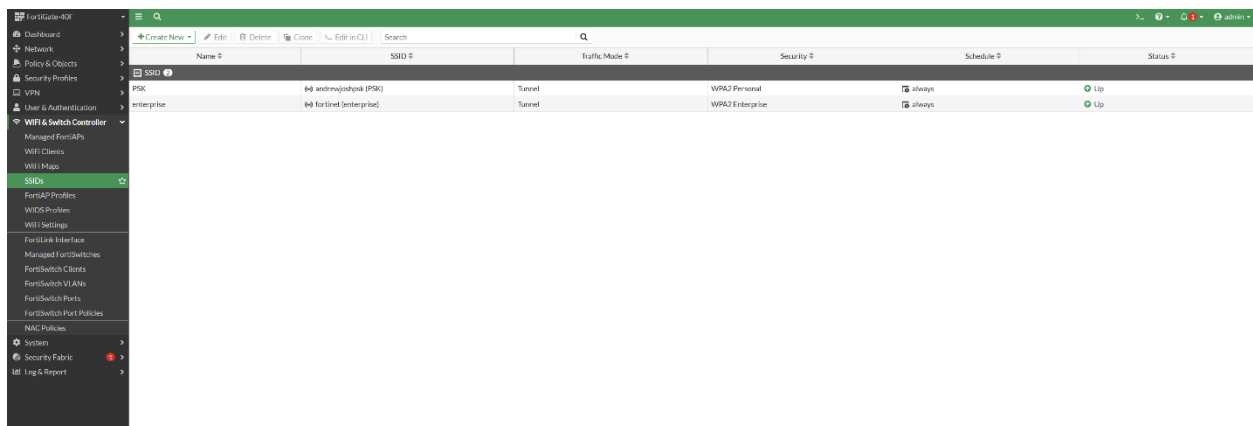 FortiGate-40F
admin
Dashboard
Network
Policy & Objects
Security Profiles
VPN
User & Authentication
WiFi & Switch Controller
Managed FortiAPs
WiFi Clients
WiFi Maps
SSIDs
FortiAP Profiles
WIDS Profiles
WiFi Settings
FortiLink Interface
Managed FortiSwitches
FortiSwitch Clients
FortiSwitch VLANs
FortiSwitch Ports
FortiSwitch Port Policies
NAC Policies
System
Security Fabric 1
Log & Report
1
+ Create New Edit Delete Clone >_ Edit in CLI Search
Name SSID Traffic Mode Security Schedule Status
SSID 2
PSK andrewjoshpsk (PSK) Tunnel WPA2 Personal always Up
enterprise fortinet (enterprise) Tunnel WPA2 Enterprise always Up